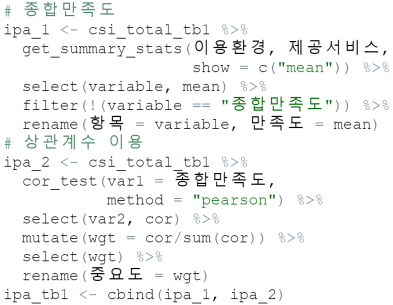 # 종합만족도
ipa_1 <- csi_total_tb1 %>%
  get_summary_stats(이용환경, 제공서비스,
                    show = c("mean")) %>%
  select(variable, mean) %>%
  filter(!(variable == "종합만족도")) %>%
  rename(항목 = variable, 만족도 = mean)
# 상관계수 이용
ipa_2 <- csi_total_tb1 %>%
  cor_test(var1 = 종합만족도,
           method = "pearson") %>%
  select(var2, cor) %>%
  mutate(wgt = cor/sum(cor)) %>%
  select(wgt) %>%
  rename(중요도 = wgt)
ipa_tb1 <- cbind(ipa_1, ipa_2)